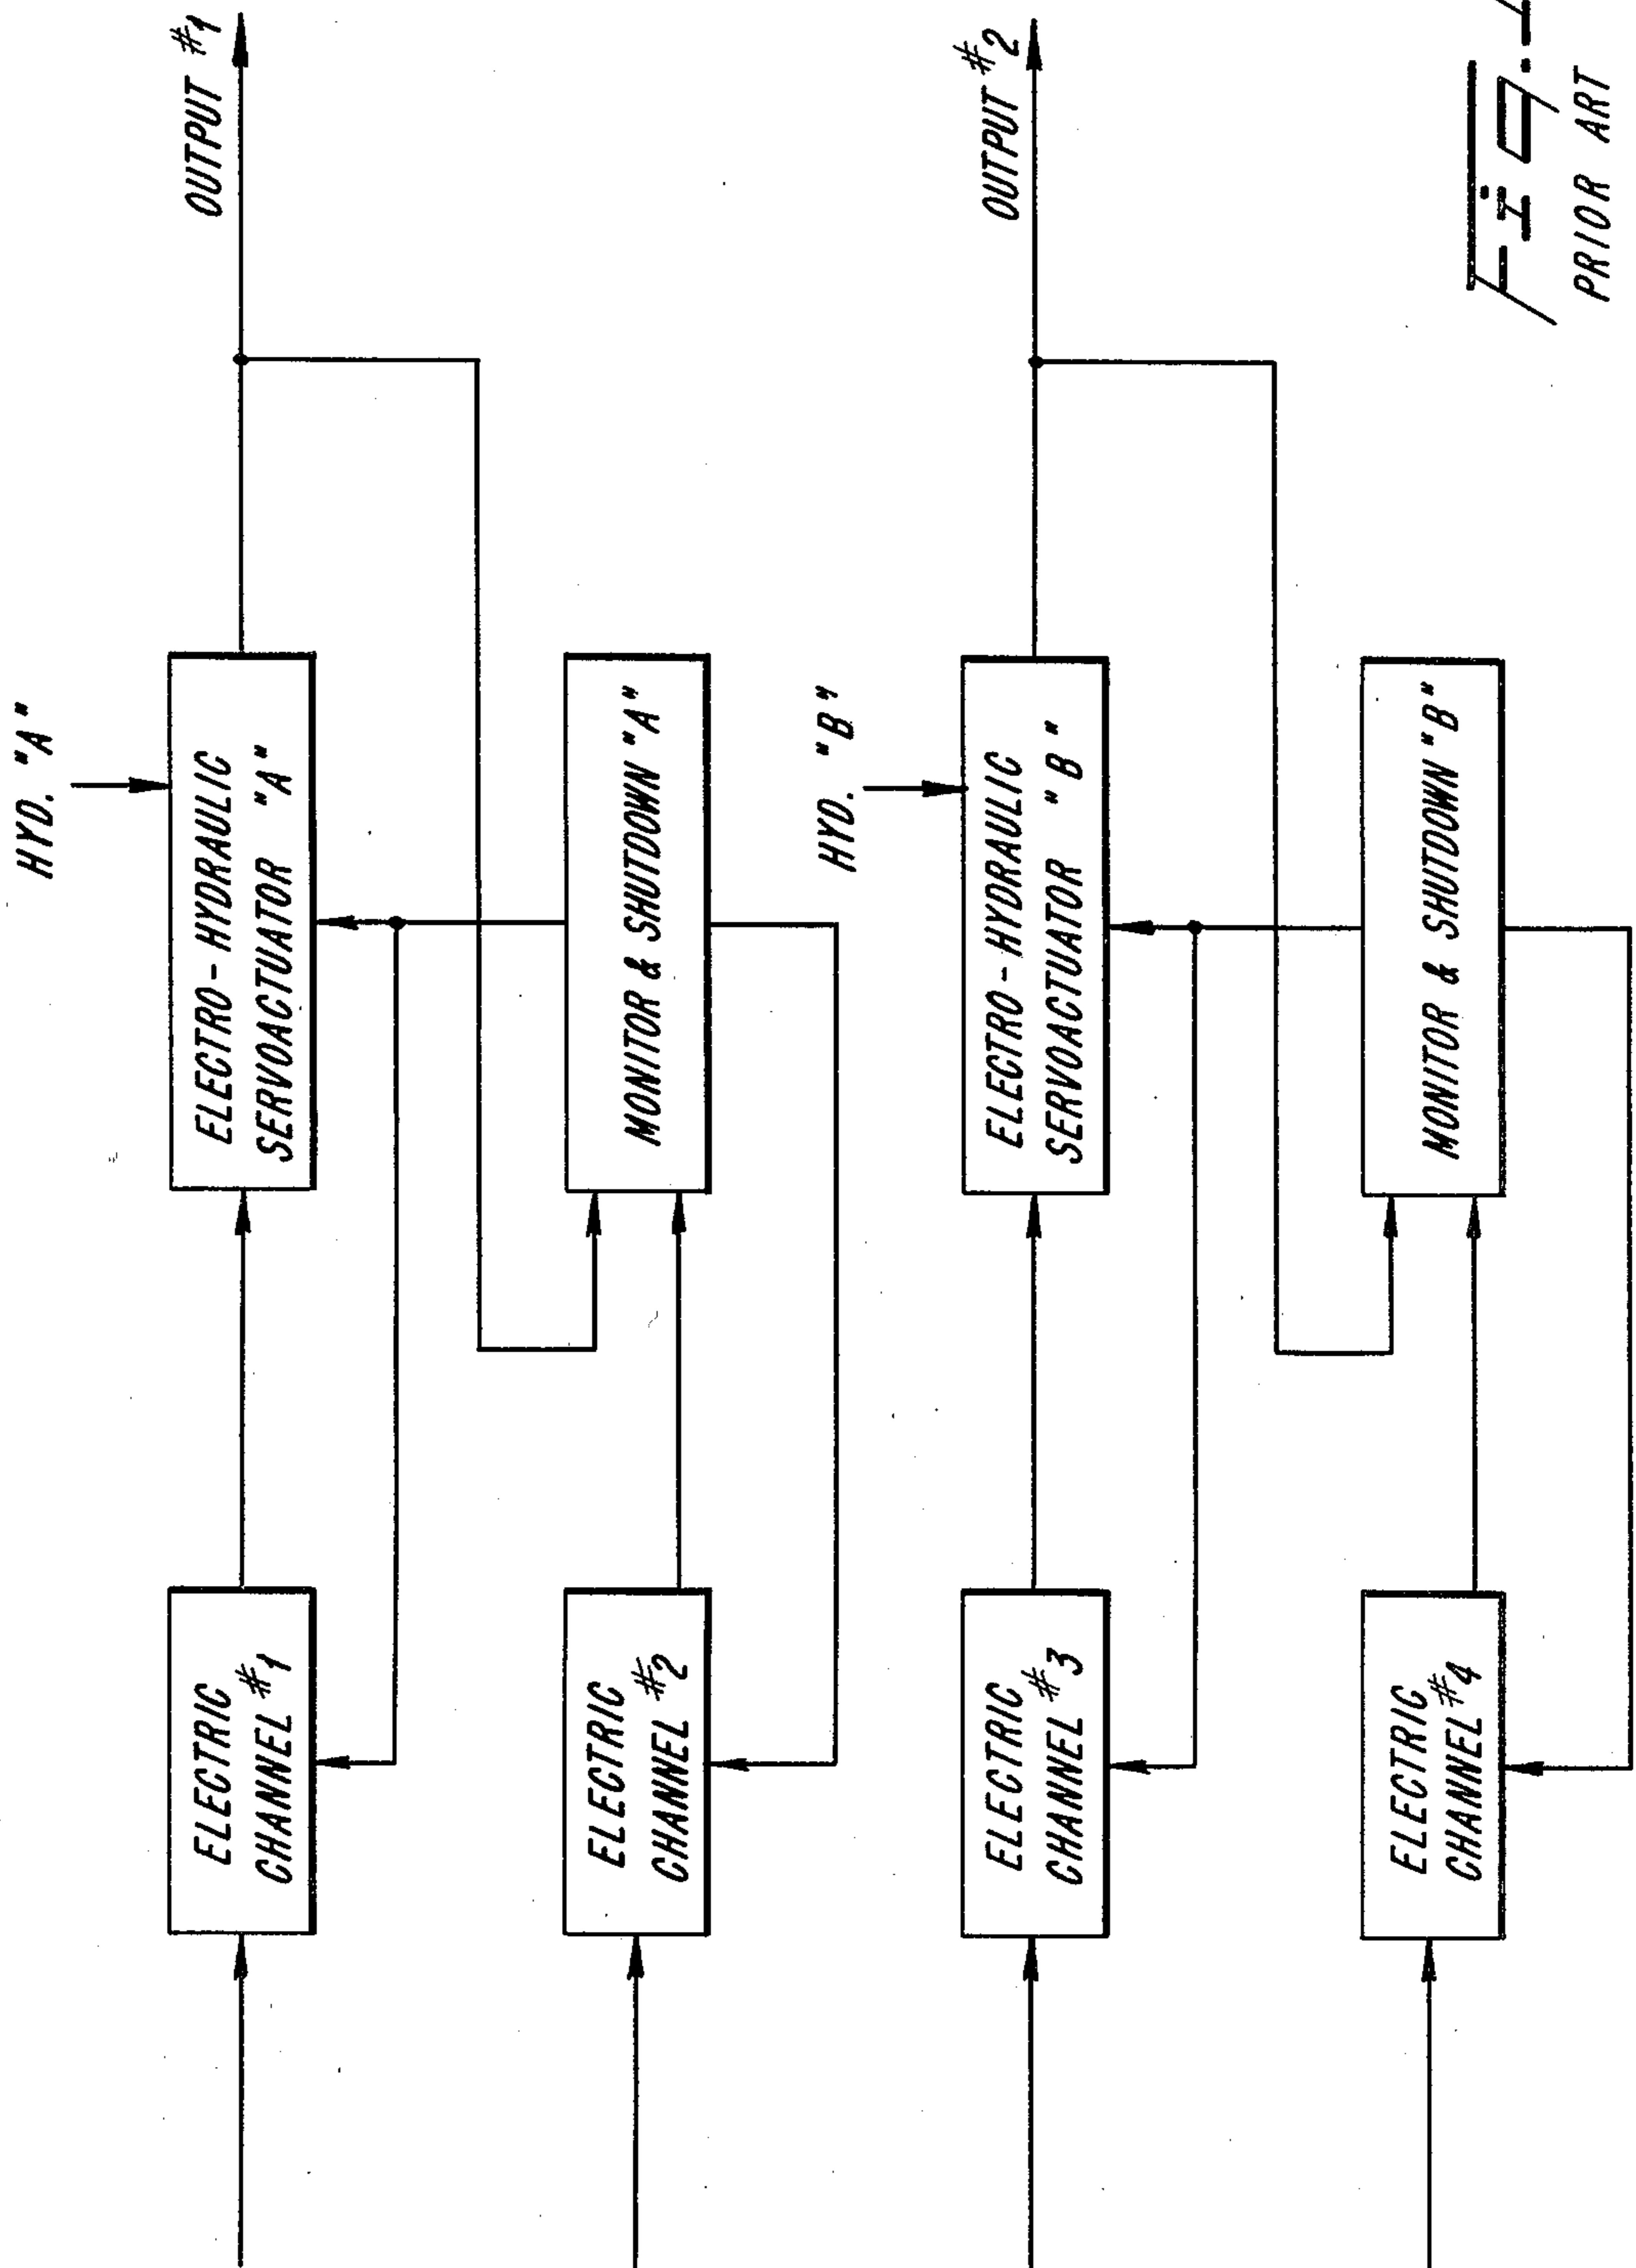 HYD. "A"
ELECTRIC
CHANNEL #1
ELECTRO-HYDRAULIC
SERVOACTUATOR "A"
OUTPUT #1
ELECTRIC
CHANNEL #2
MONITOR & SHUTDOWN "A"
HYD. "B"
ELECTRIC
CHANNEL #3
ELECTRO-HYDRAULIC
SERVOACTUATOR "B"
OUTPUT #2
ELECTRIC
CHANNEL #4
MONITOR & SHUTDOWN "B"
Fig.
PRIOR ART